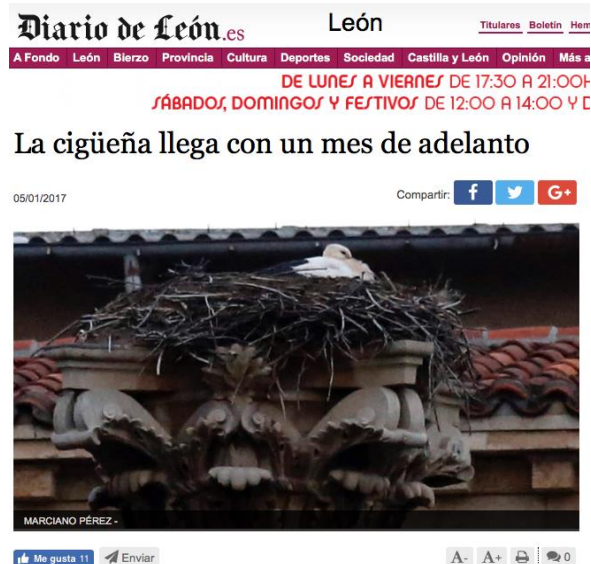 Diario de León.es
León
Titulares Boletín
A Fondo León Bierzo Provincia Cultura Deportes Sociedad Castilla y León Opinión Más
DE LUNES A VIERNES DE 17:30 A 21:00H
SÁBADOS, DOMINGOS Y FESTIVOS DE 12:00 A 14:00 Y
La cigüeña llega con un mes de adelanto
05/01/2017
Compartir: f G+
MARCIANO PÉREZ -
Me gusta 11 Enviar
A- A+ 0